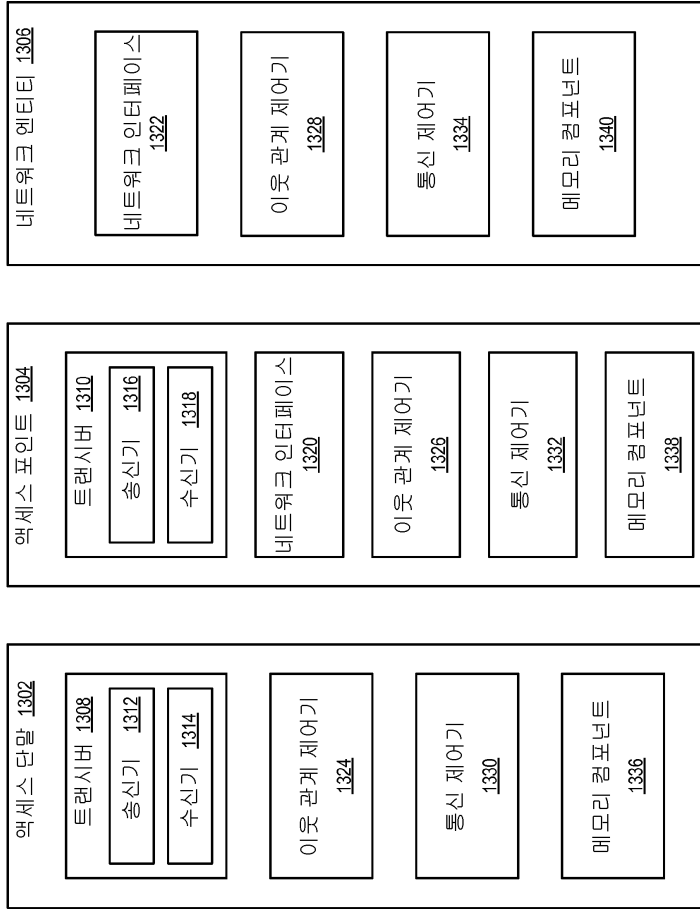 액세스 단말 1302
트랜시버 1308
송신기 1312
수신기 1314
이웃 관계 제어기
1324
통신 제어기
1330
메모리 컴포넌트
1336
액세스 포인트 1304
트랜시버 1310
송신기 1316
수신기 1318
네트워크 인터페이스
1320
이웃 관계 제어기
1326
통신 제어기
1332
메모리 컴포넌트
1338
네트워크 엔티티 1306
네트워크 인터페이스
1322
이웃 관계 제어기
1328
통신 제어기
1334
메모리 컴포넌트
1340